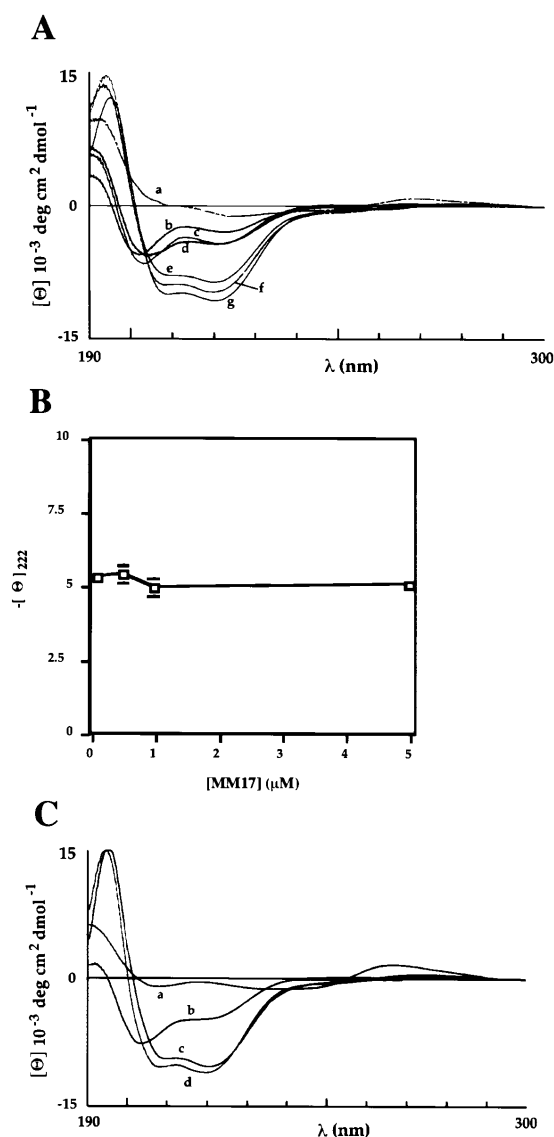 A
15
0
-15
[Θ] 10⁻³ deg cm² dmol⁻¹
a
b
c
d
e
f
g
190
300
λ (nm)
B
10
7.5
5
2.5
0
-[Θ]₂₂₂
0
1
2
3
4
5
[MM17] (μM)
C
15
0
-15
[Θ] 10⁻³ deg cm² dmol⁻¹
a
b
c
d
190
300
λ (nm)